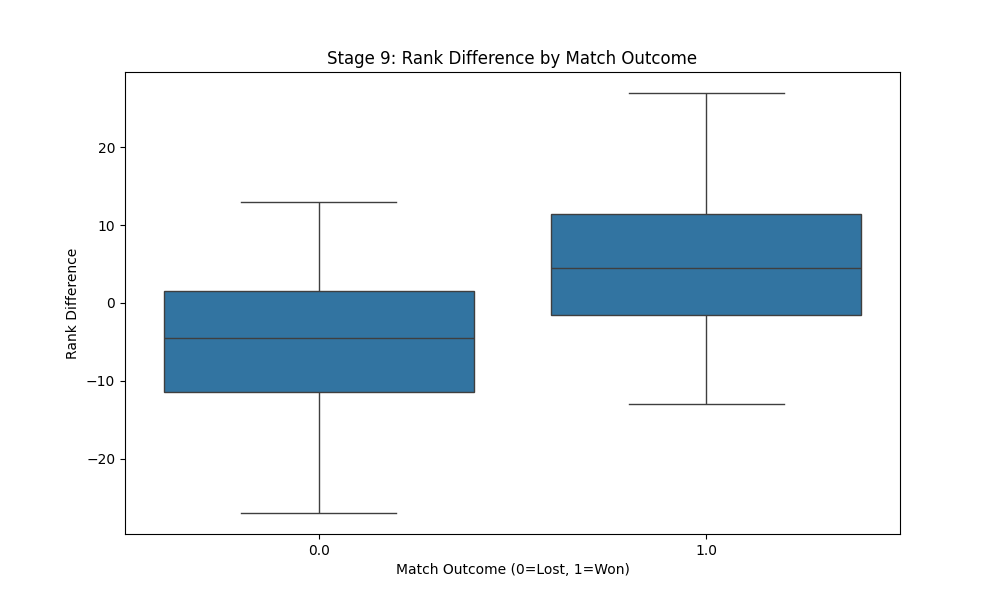 Stage 9: Rank Difference by Match Outcome
Rank Difference
20
10
0
−10
−20
0.0
1.0
Match Outcome (0=Lost, 1=Won)